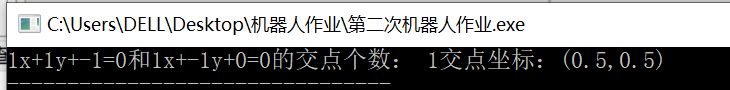 C:\Users\DELL\Desktop\机器人作业\第二次机器人作业.exe
1x+1y+-1=0和1x+-1y+0=0的交点个数： 1交点坐标：(0.5,0.5)
--------------------------------